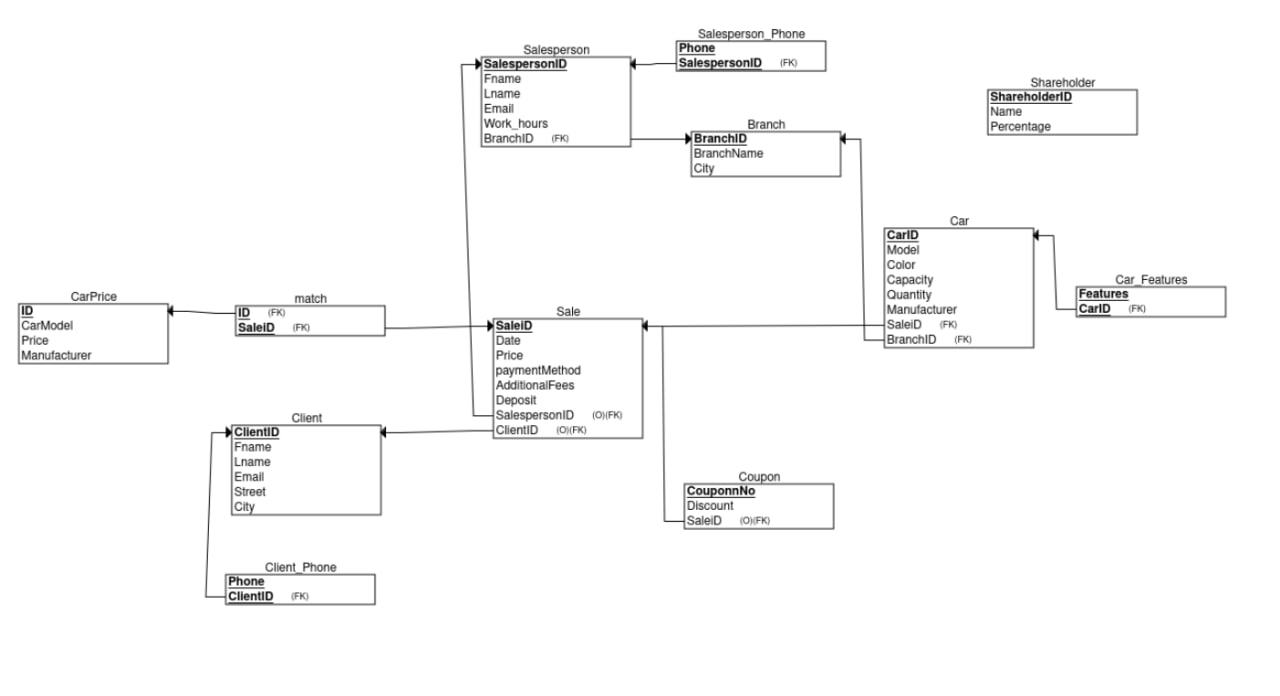 Salesperson_Phone
Phone
SalespersonID (FK)
Salesperson
SalespersonID
Fname
Lname
Email
Work_hours
BranchID (FK)
Shareholder
ShareholderID
Name
Percentage
Branch
BranchID
BranchName
City
Car
CarID
Model
Color
Capacity
Quantity
Manufacturer
SaleiD (FK)
BranchID (FK)
Car_Features
Features
CarID (FK)
CarPrice
ID
CarModel
Price
Manufacturer
match
ID (FK)
SaleiD (FK)
Sale
SaleiD
Date
Price
paymentMethod
AdditionalFees
Deposit
SalespersonID (O)(FK)
ClientID (O)(FK)
Client
ClientID
Fname
Lname
Email
Street
City
Coupon
CouponnNo
Discount
SaleiD (O)(FK)
Client_Phone
Phone
ClientID (FK)